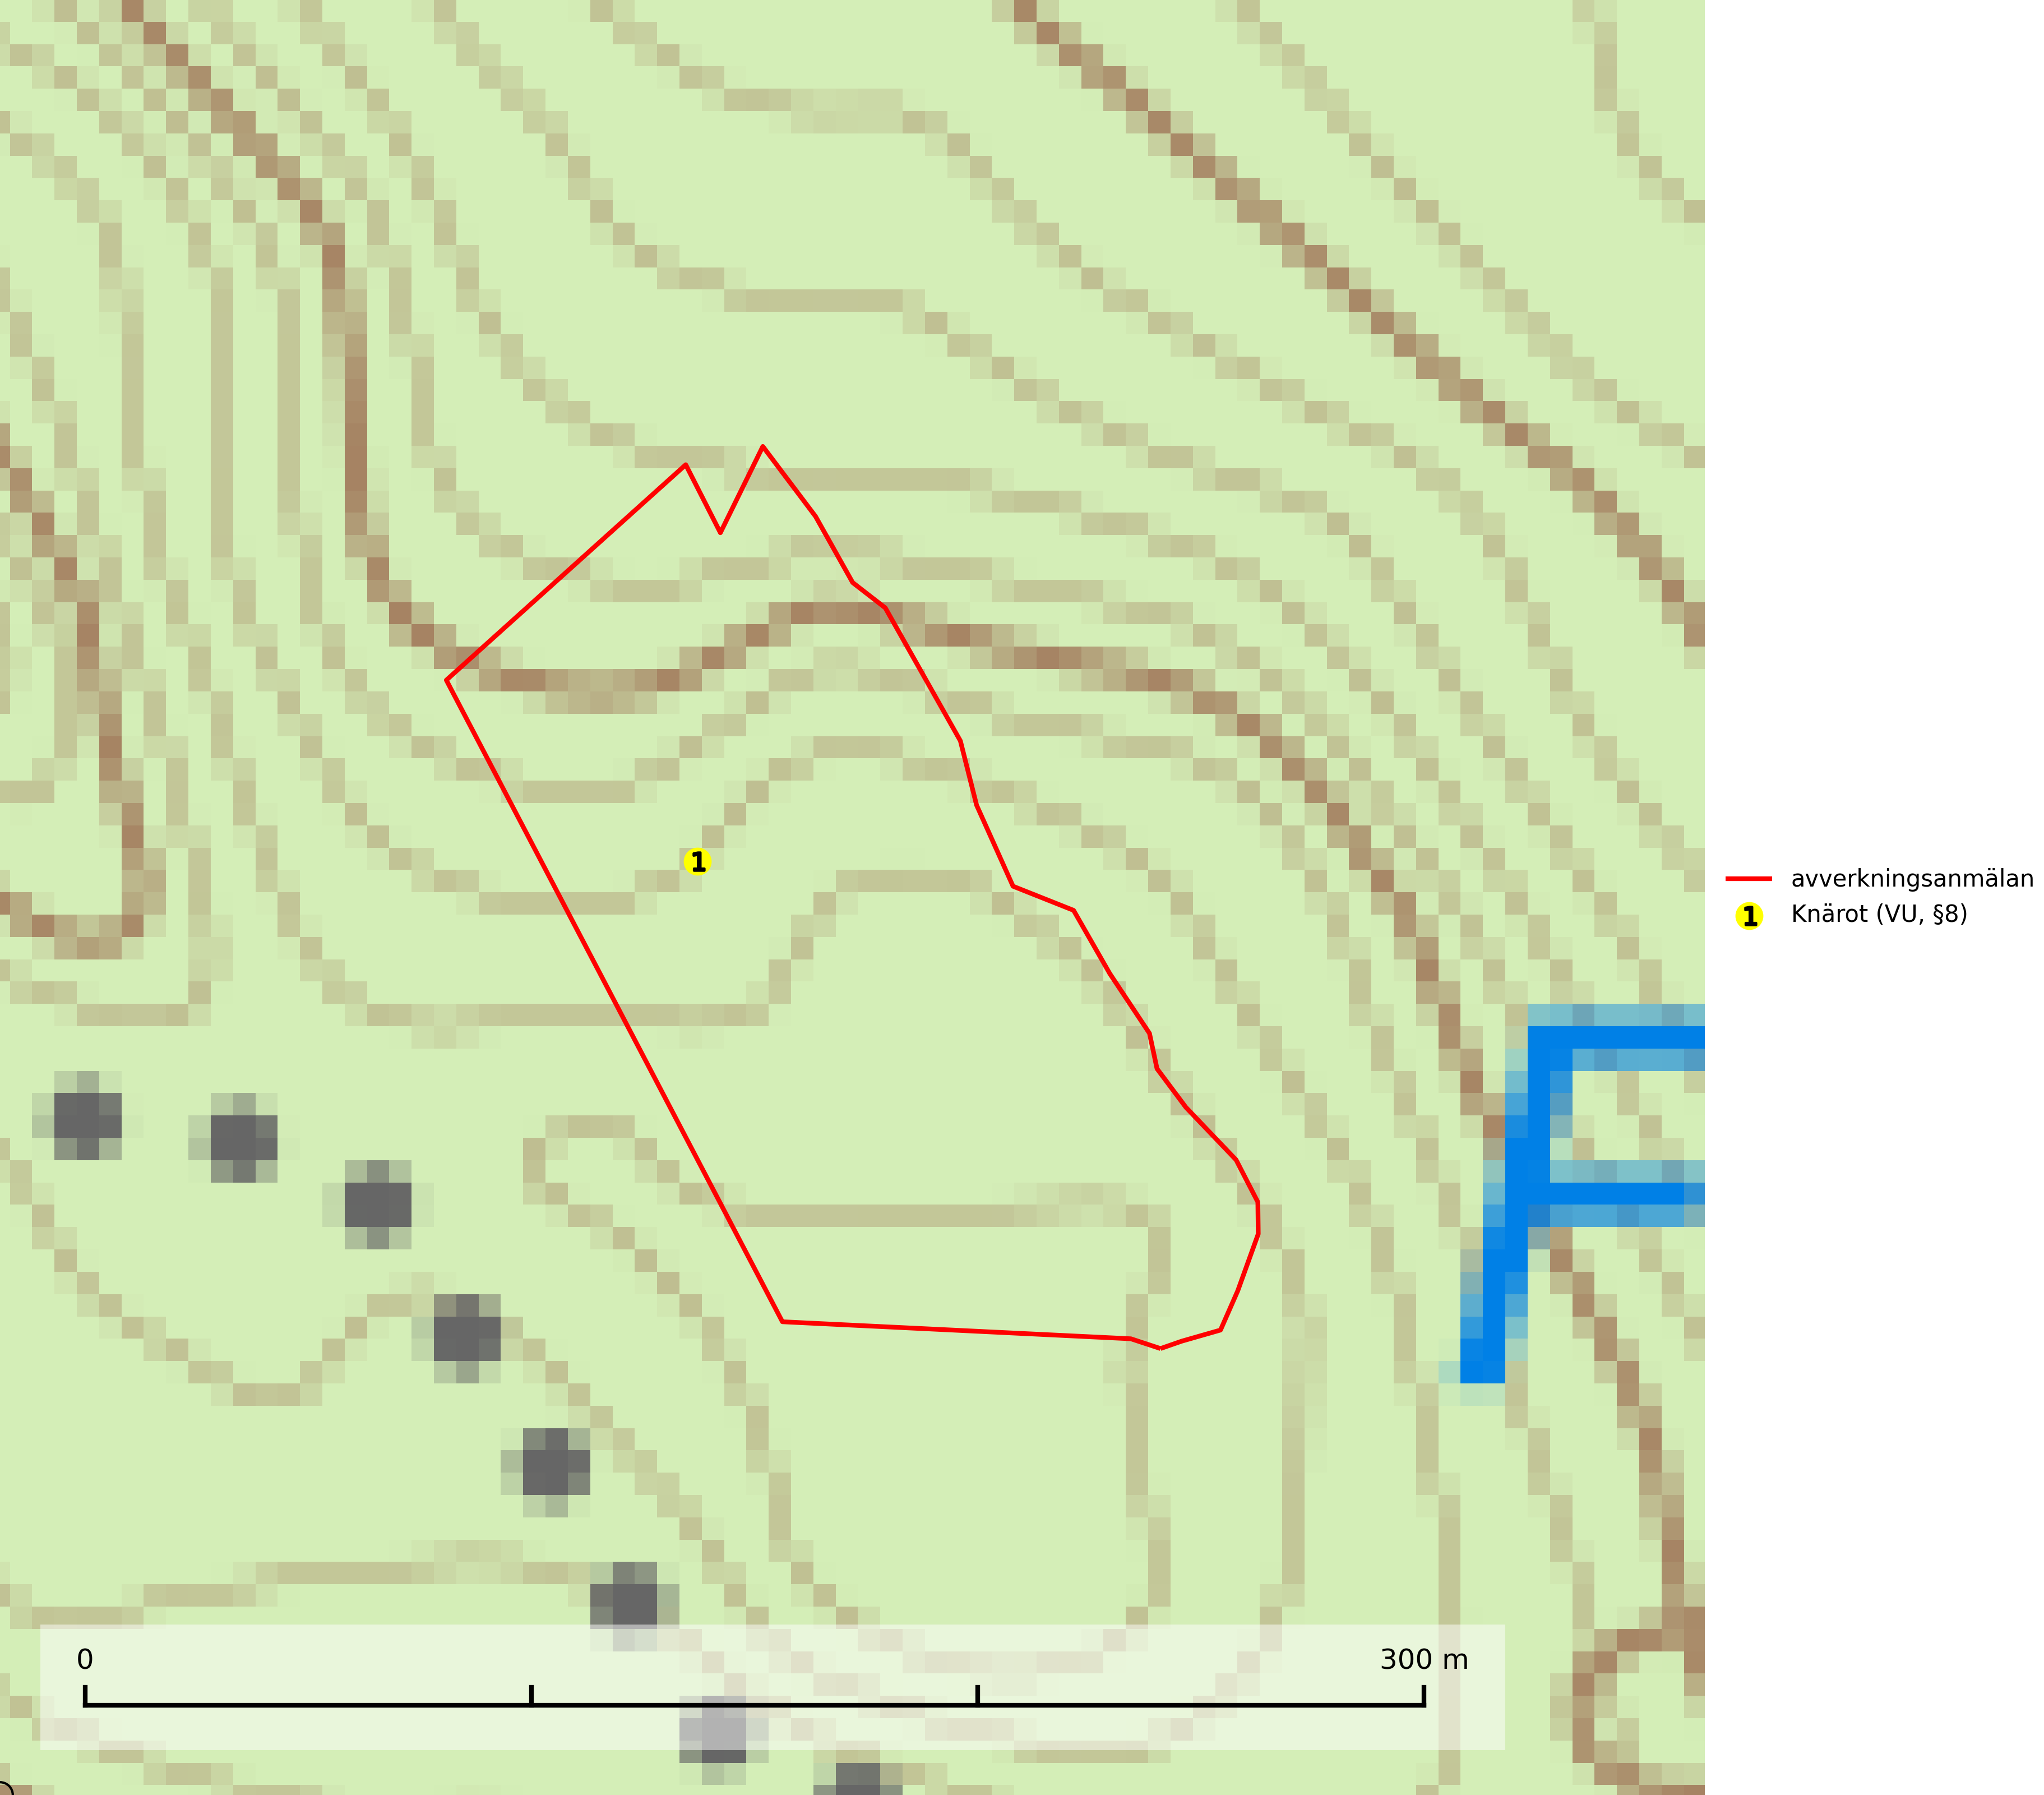 1
avverkningsanmälan
1 Knärot (VU, §8)
0 300 m